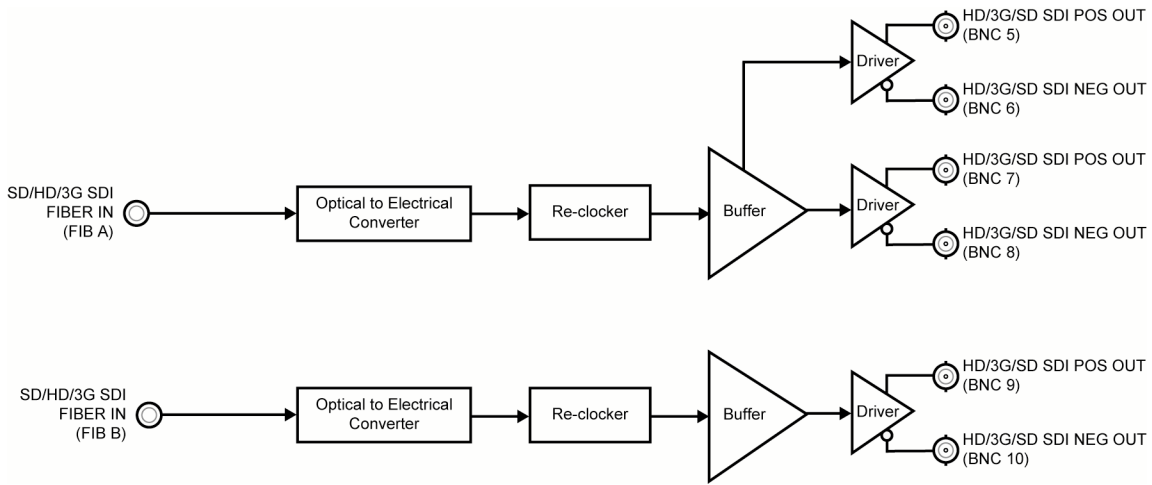 HD/3G/SD SDI POS OUT
(BNC 5)
Driver
HD/3G/SD SDI NEG OUT
(BNC 6)
SD/HD/3G SDI
FIBER IN
(FIB A)
Optical to Electrical
Converter
Re-clocker
Buffer
HD/3G/SD SDI POS OUT
(BNC 7)
Driver
HD/3G/SD SDI NEG OUT
(BNC 8)
SD/HD/3G SDI
FIBER IN
(FIB B)
Optical to Electrical
Converter
Re-clocker
Buffer
HD/3G/SD SDI POS OUT
(BNC 9)
Driver
HD/3G/SD SDI NEG OUT
(BNC 10)